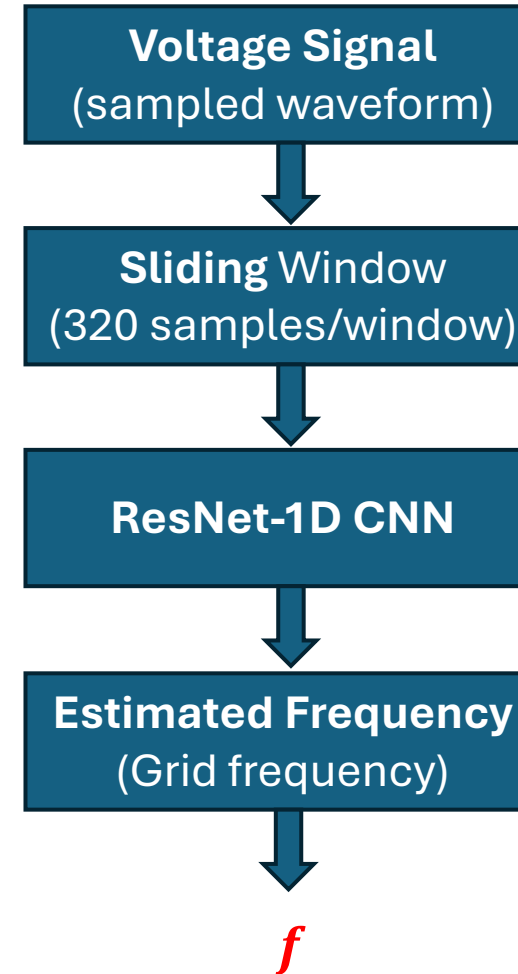 Voltage Signal
(sampled waveform)
Sliding Window
(320 samples/window)
ResNet-1D CNN
Estimated Frequency
(Grid frequency)
f